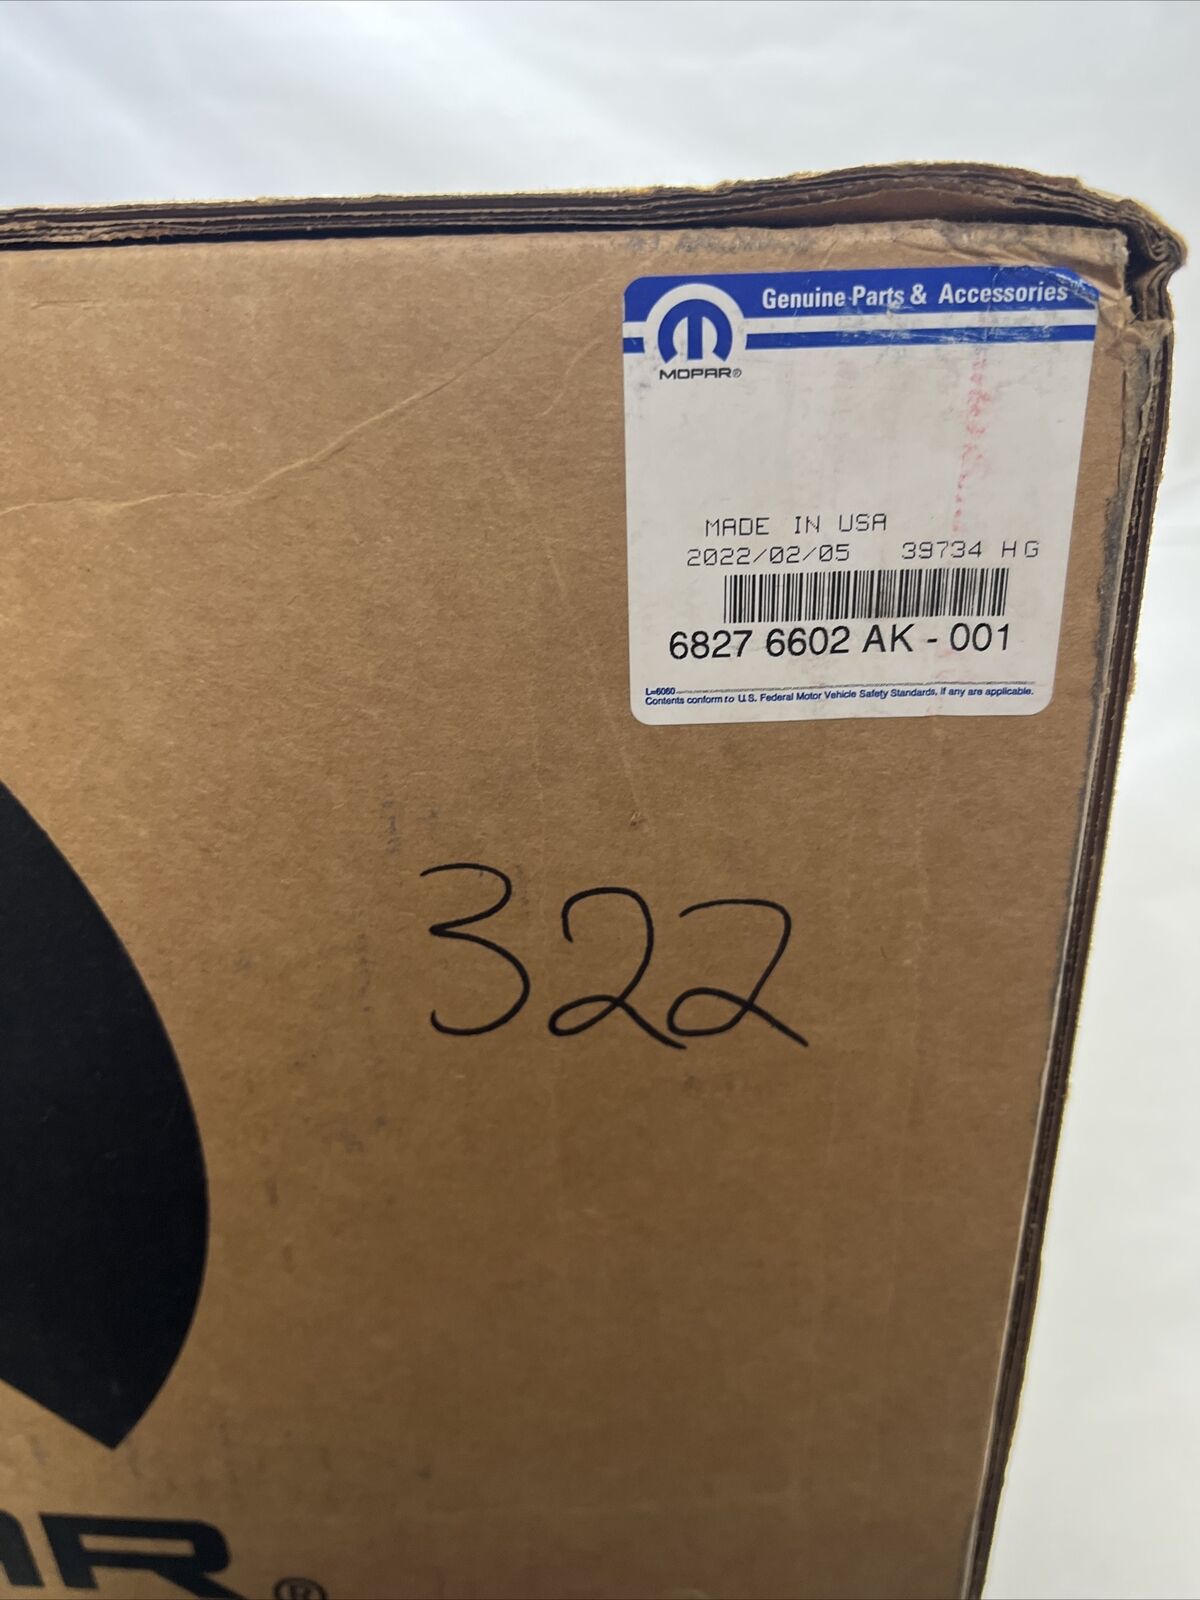 Genuine Parts & Accessories
MOPAR®
MADE IN USA
2022/02/05 39734 HG
6827 6602 AK - 001
L=6060
Contents conform to U.S. Federal Motor Vehicle Safety Standards, if any are applicable.
322
AR®